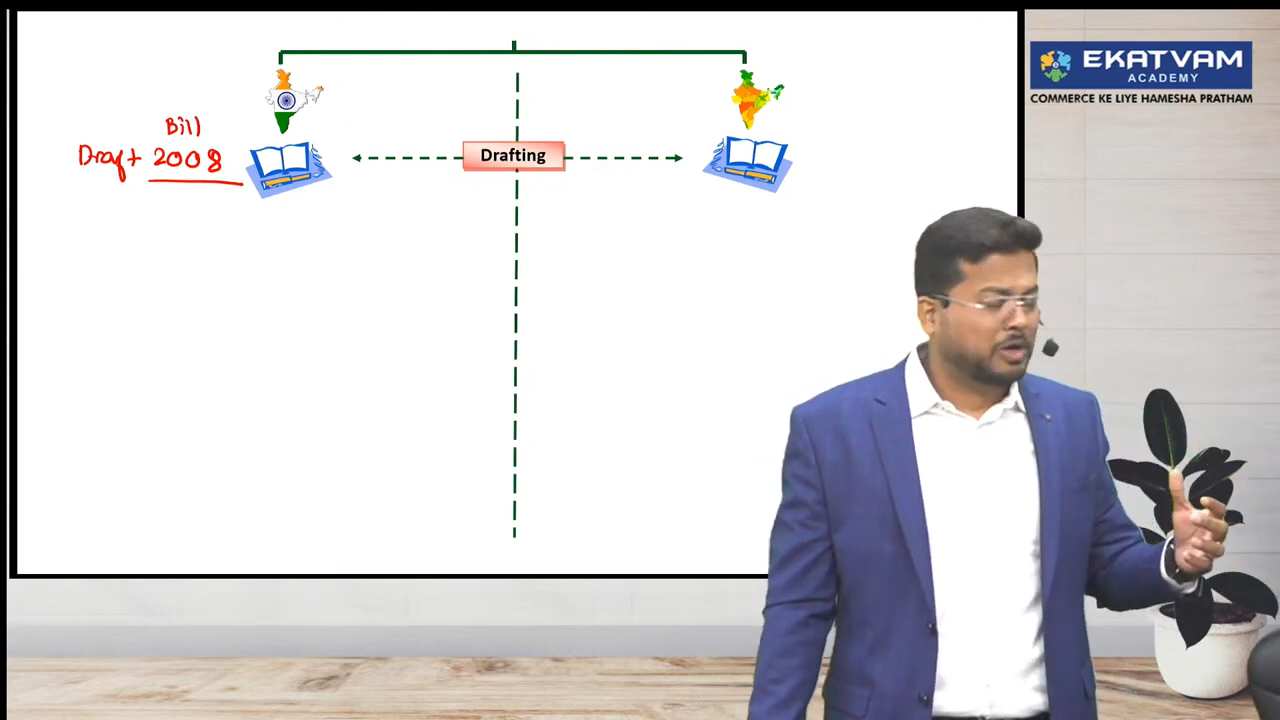 EKATVAM
ACADEMY
COMMERCE KE LIYE HAMESHA PRATHAM
Bill
Draft 2008
Drafting